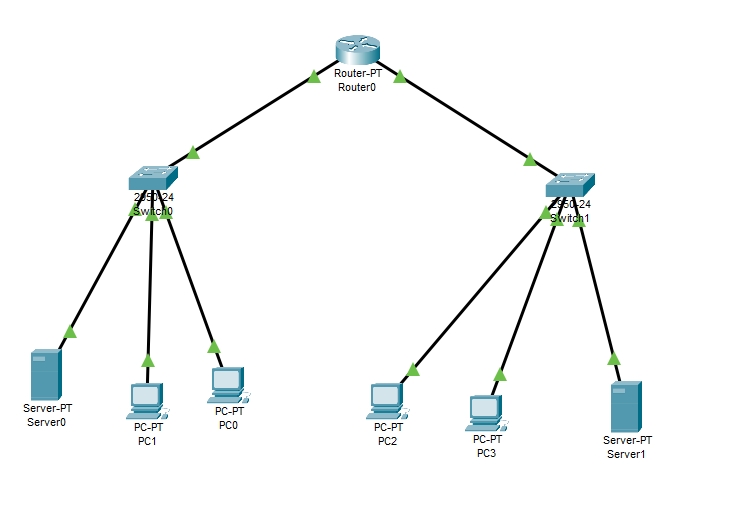 Router-PT
Router0
2950-24
Switch0
2950-24
Switch1
Server-PT
Server0
PC-PT
PC1
PC-PT
PC0
PC-PT
PC2
PC-PT
PC3
Server-PT
Server1